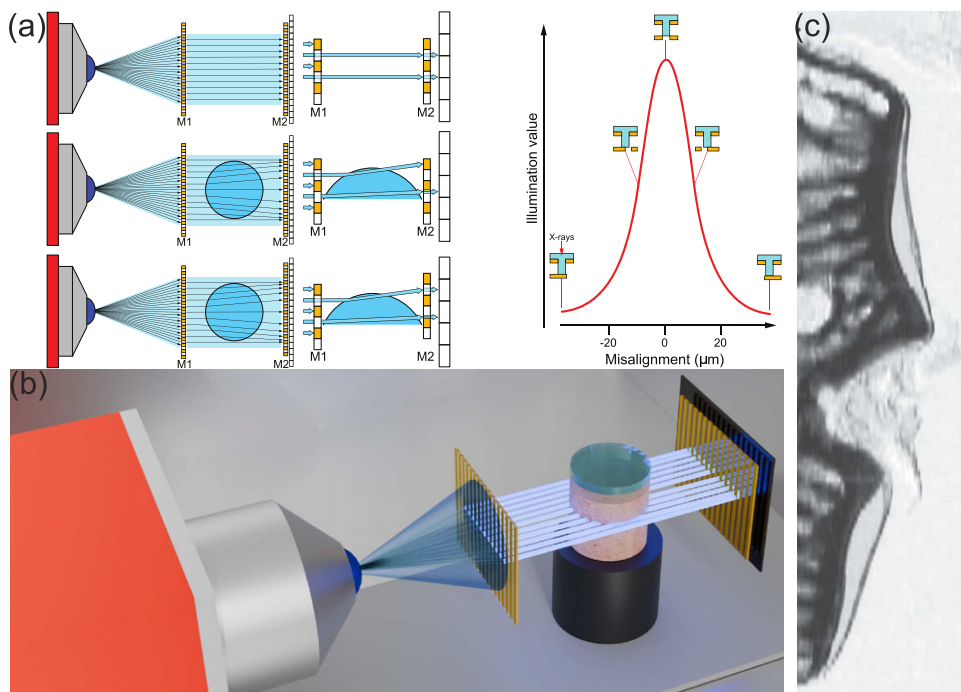 (a)
M1
M2
M1
M2
M1
M2
M1
M2
M1
M2
M1
M2
Illumination value
X-rays
-20
0
20
Misalignment (μm)
(b)
(c)